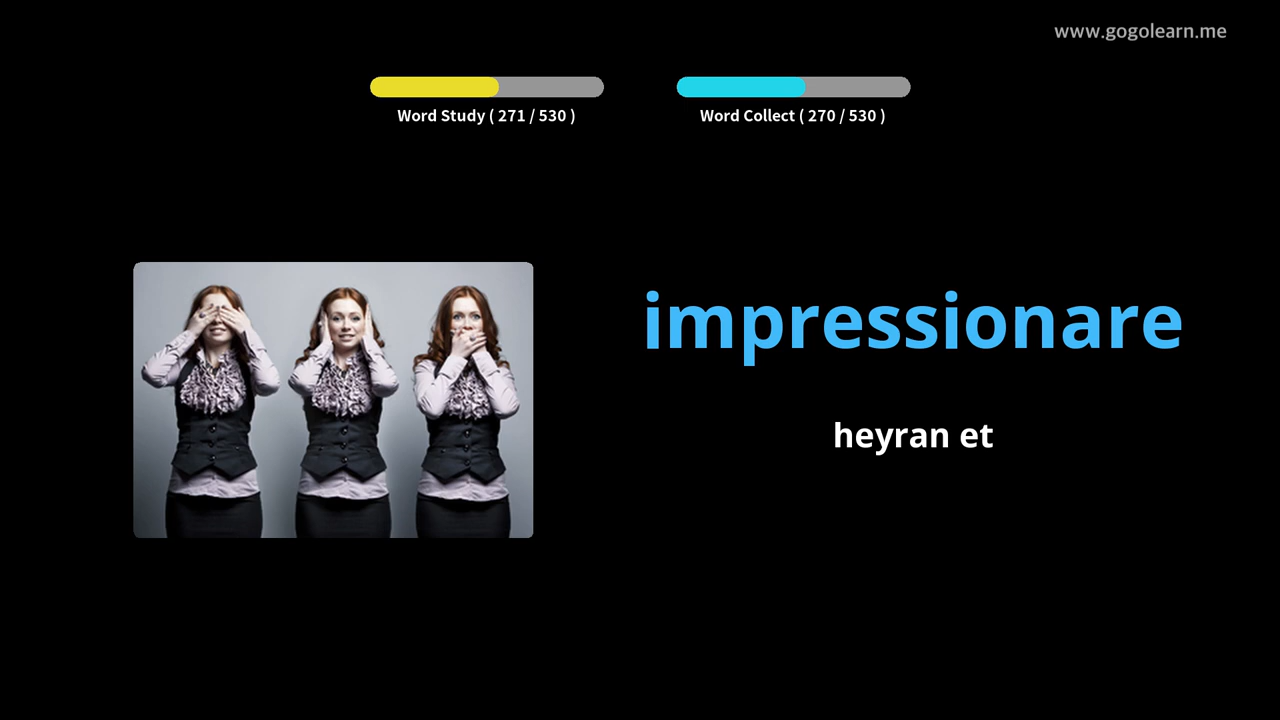 www.gogolearn.me
Word Study ( 271 / 530 )
Word Collect ( 270 / 530 )
impressionare
heyran et